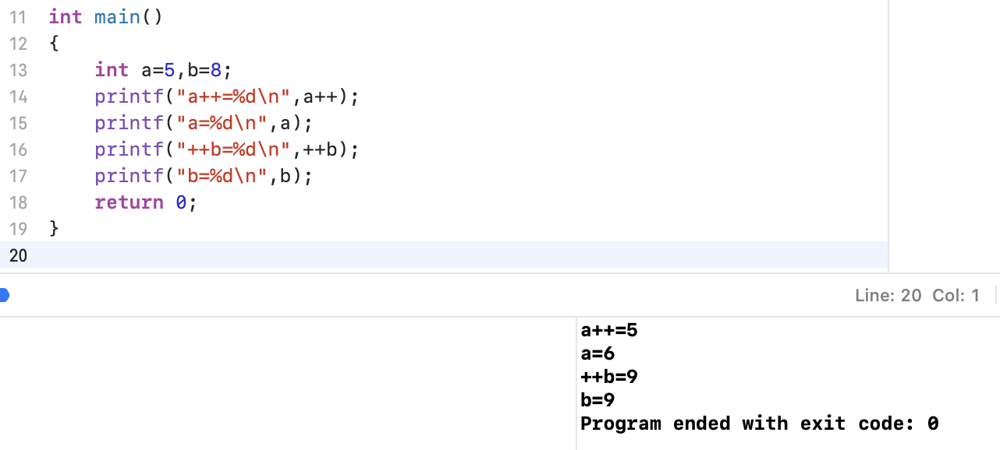 11 int main()
12 {
13     int a=5,b=8;
14     printf("a++=%d\n",a++);
15     printf("a=%d\n",a);
16     printf("++b=%d\n",++b);
17     printf("b=%d\n",b);
18     return 0;
19 }
20
Line: 20 Col: 1
a++=5
a=6
++b=9
b=9
Program ended with exit code: 0